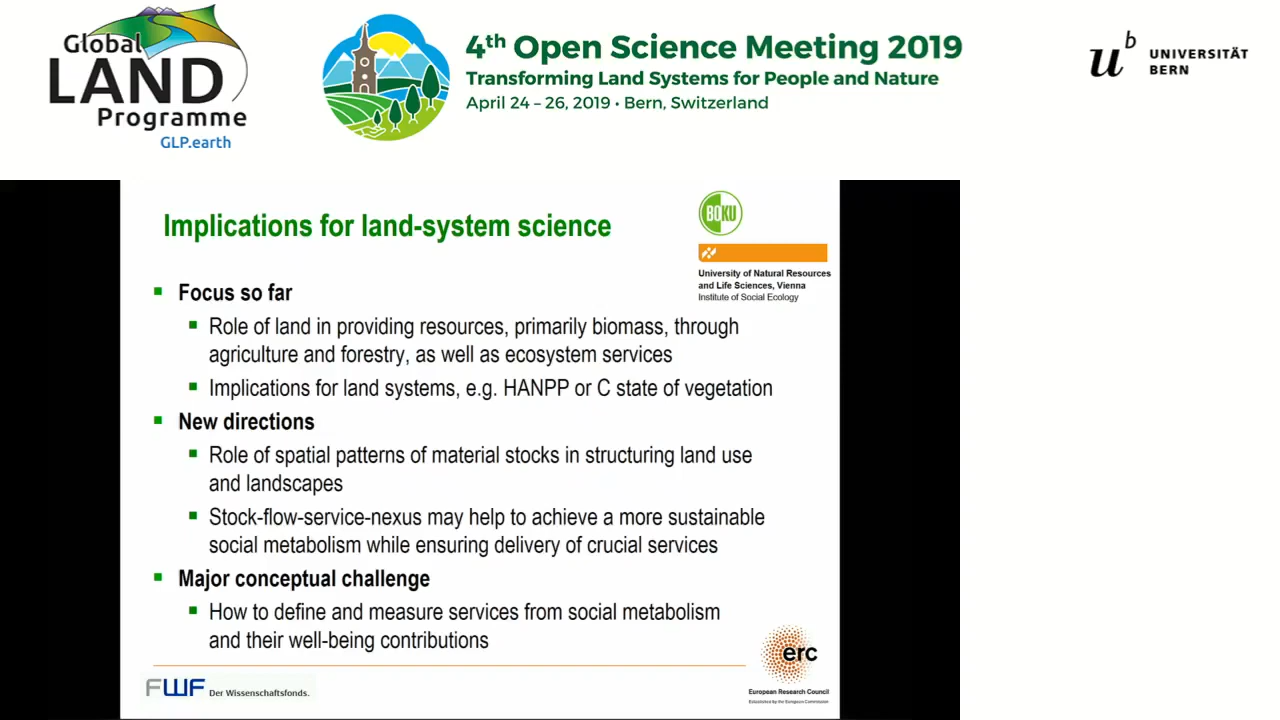 Global
LAND
Programme
GLP.earth
4th Open Science Meeting 2019
Transforming Land Systems for People and Nature
April 24 – 26, 2019 • Bern, Switzerland
u b
UNIVERSITÄT
BERN
Implications for land-system science
BOKU
University of Natural Resources
and Life Sciences, Vienna
Institute of Social Ecology
Focus so far
Role of land in providing resources, primarily biomass, through
agriculture and forestry, as well as ecosystem services
Implications for land systems, e.g. HANPP or C state of vegetation
New directions
Role of spatial patterns of material stocks in structuring land use
and landscapes
Stock-flow-service-nexus may help to achieve a more sustainable
social metabolism while ensuring delivery of crucial services
Major conceptual challenge
How to define and measure services from social metabolism
and their well-being contributions
FWF Der Wissenschaftsfonds.
erc
European Research Council
Established by the European Commission